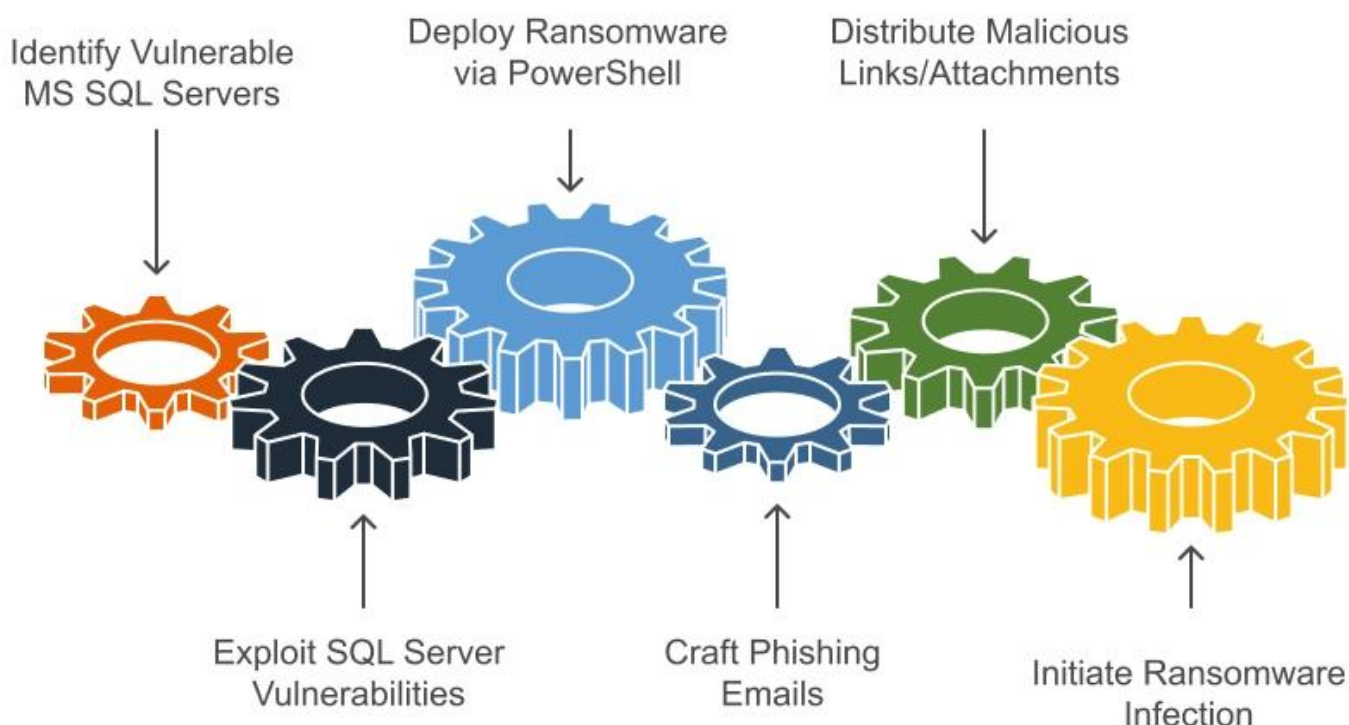 Identify Vulnerable
MS SQL Servers
Deploy Ransomware
via PowerShell
Distribute Malicious
Links/Attachments
Exploit SQL Server
Vulnerabilities
Craft Phishing
Emails
Initiate Ransomware
Infection